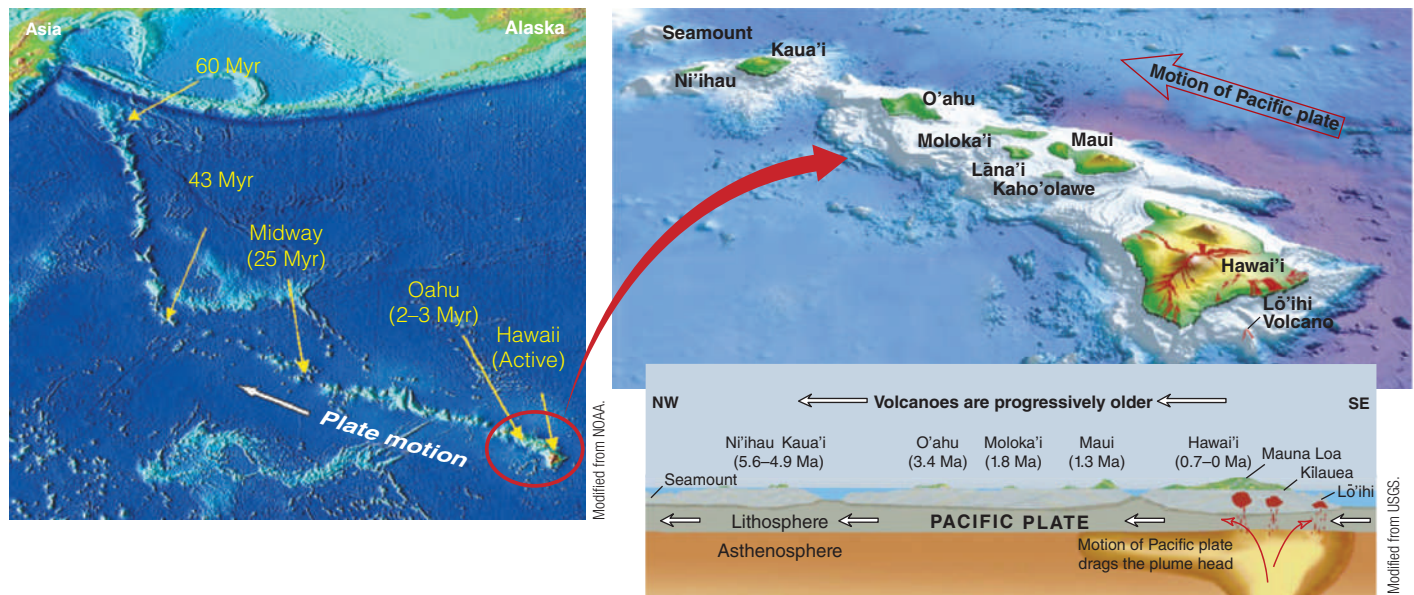 Asia
Alaska
60 Myr
43 Myr
Midway
(25 Myr)
Oahu
(2–3 Myr)
Hawaii
(Active)
Plate motion
Modified from NOAA.
Seamount
Kaua'i
Ni'ihau
O'ahu
Moloka'i
Maui
Lāna'i
Kaho'olawe
Hawai'i
Lō'ihi
Volcano
Motion of Pacific plate
NW
Volcanoes are progressively older
SE
Ni'ihau Kaua'i
(5.6–4.9 Ma)
O'ahu
(3.4 Ma)
Moloka'i
(1.8 Ma)
Maui
(1.3 Ma)
Hawai'i
(0.7–0 Ma)
Mauna Loa
Kīlauea
Lō'ihi
Seamount
Lithosphere
PACIFIC PLATE
Asthenosphere
Motion of Pacific plate
drags the plume head
Modified from USGS.